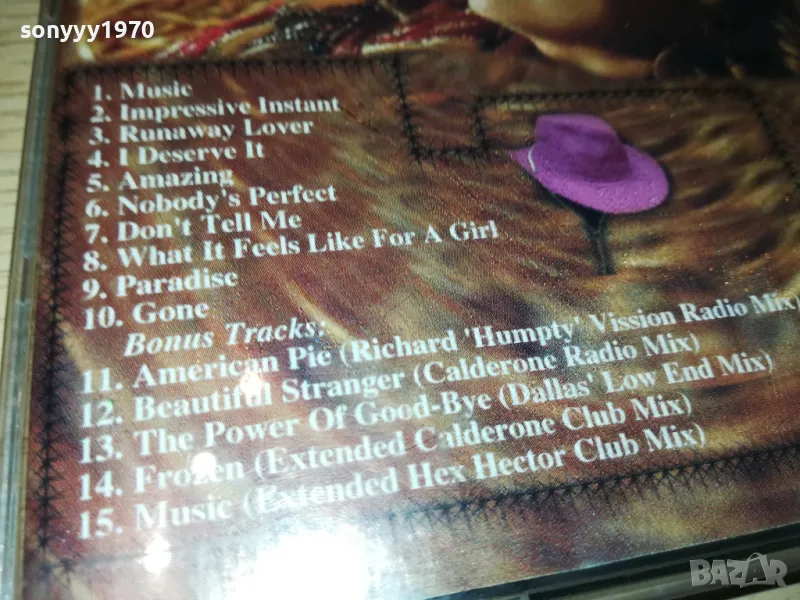 sonyyy1970
1. Music
2. Impressive Instant
3. Runaway Lover
4. I Deserve It
5. Amazing
6. Nobody's Perfect
7. Don't Tell Me
8. What It Feels Like For A Girl
9. Paradise
10. Gone
Bonus Tracks:
11. American Pie (Richard 'Humpty' Vission Radio Mix)
12. Beautiful Stranger (Calderone Radio Mix)
13. The Power Of Good-Bye (Dallas' Low End Mix)
14. Frozen (Extended Calderone Club Mix)
15. Music (Extended Hex Hector Club Mix)
BAZAR